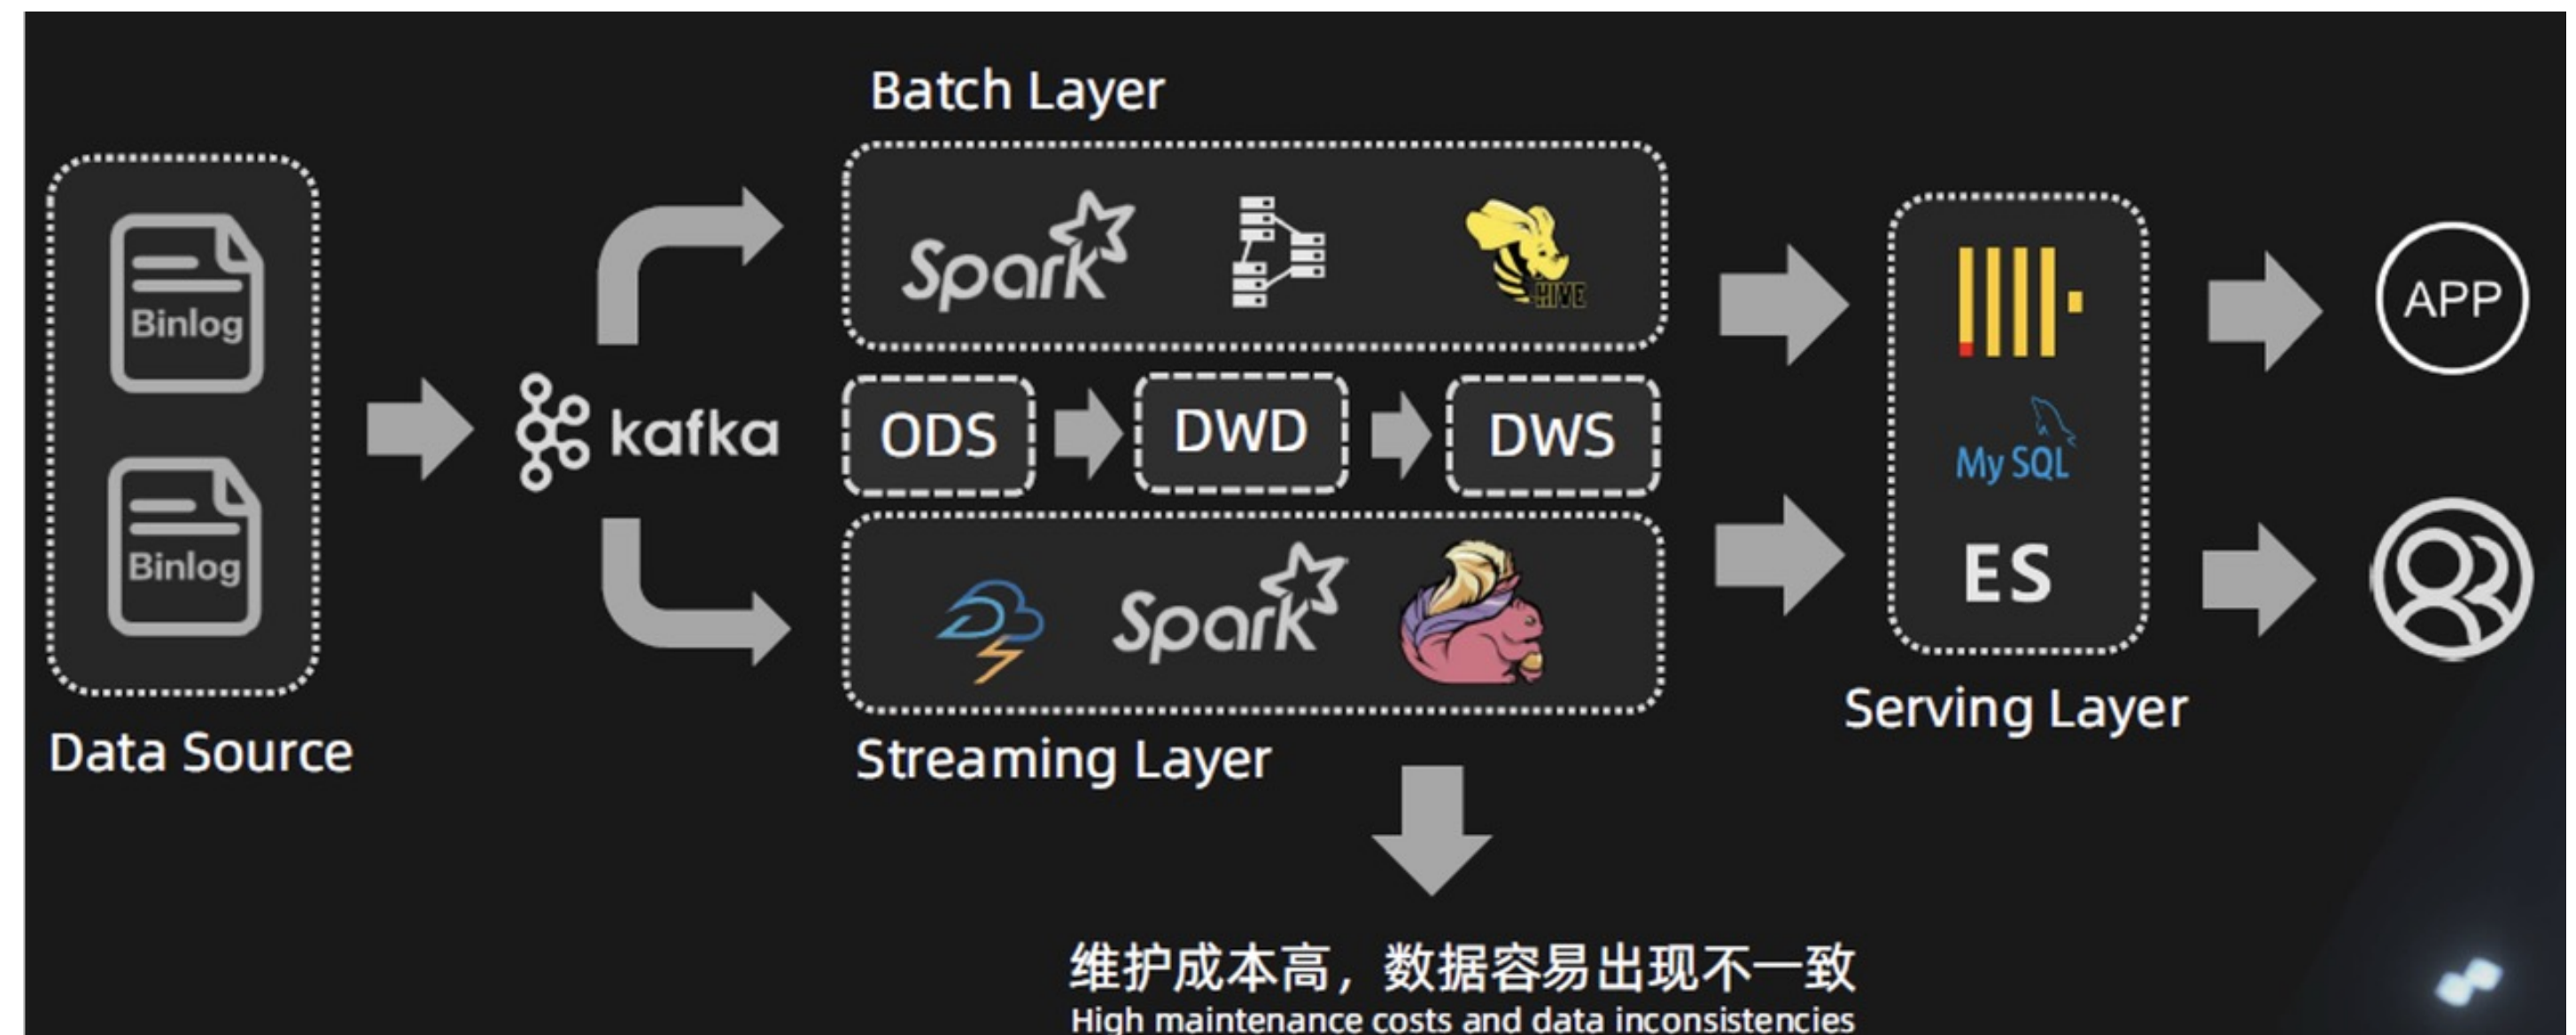 Batch Layer
Binlog
Spark
HIVE
APP
kafka
ODS
DWD
DWS
My SQL
Binlog
Spark
ES
Data Source
Streaming Layer
Serving Layer
维护成本高，数据容易出现不一致
High maintenance costs and data inconsistencies